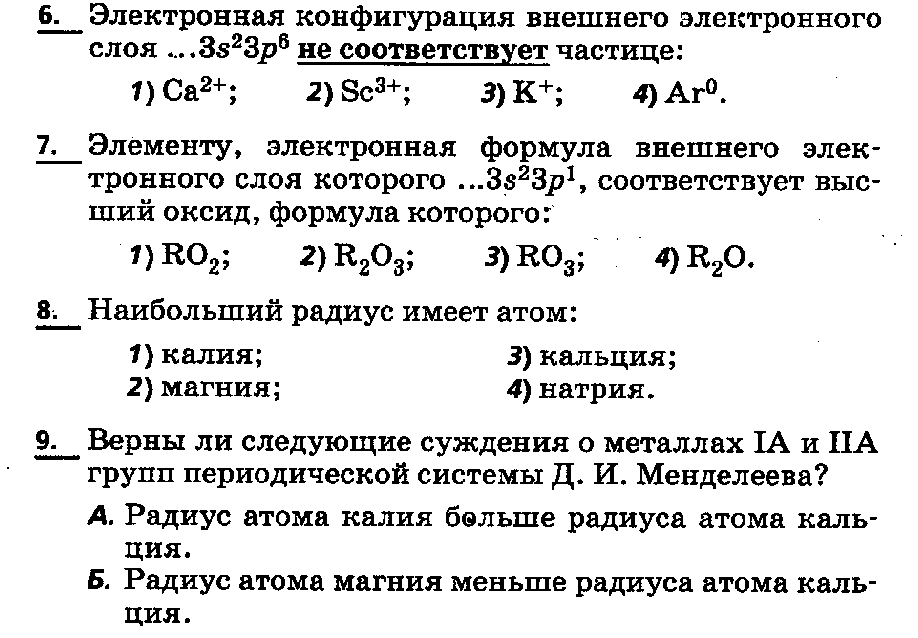 6. Электронная конфигурация внешнего электронного
слоя ...3s²3p⁶ не соответствует частице:
1) Ca²⁺; 2) Sc³⁺; 3) K⁺; 4) Ar⁰.
7. Элементу, электронная формула внешнего элек-
тронного слоя которого ...3s²3p¹, соответствует выс-
ший оксид, формула которого:
1) RO₂; 2) R₂O₃; 3) RO₃; 4) R₂O.
8. Наибольший радиус имеет атом:
1) калия; 3) кальция;
2) магния; 4) натрия.
9. Верны ли следующие суждения о металлах IA и IIA
групп периодической системы Д. И. Менделеева?
А. Радиус атома калия больше радиуса атома каль-
ция.
Б. Радиус атома магния меньше радиуса атома каль-
ция.